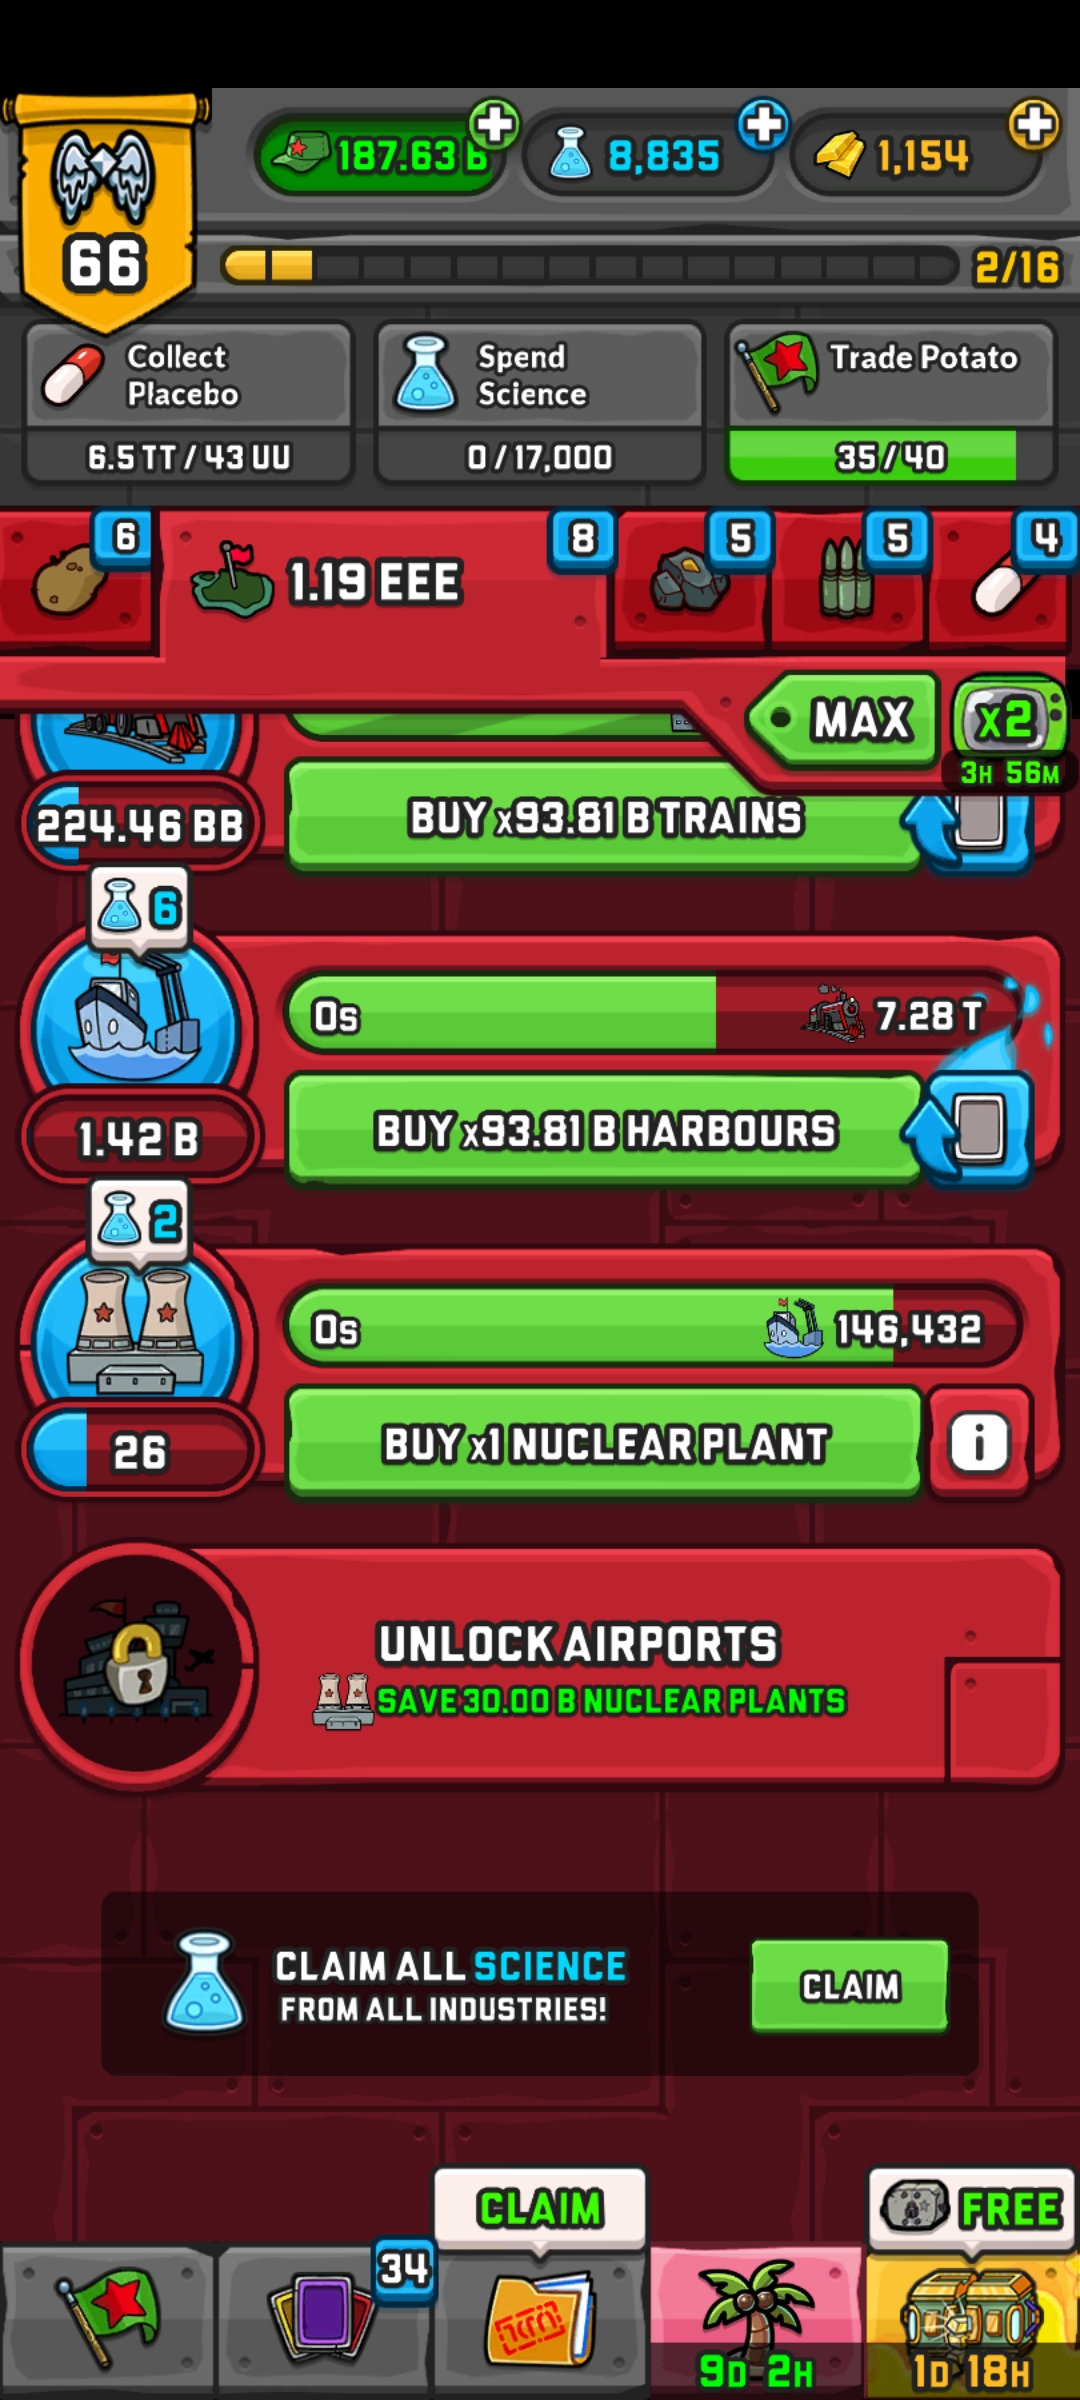 187.63 B
8,835
1,154
66
2/16
Collect
Placebo
6.5 TT / 43 UU
Spend
Science
0 / 17,000
Trade Potato
35 / 40
6
1.19 EEE
8
5
5
4
MAX
x2
3H 56M
224.46 BB
BUY x93.81 B TRAINS
6
0s
7.28 T
1.42 B
BUY x93.81 B HARBOURS
2
0s
146,432
26
BUY x1 NUCLEAR PLANT
i
UNLOCK AIRPORTS
SAVE 30.00 B NUCLEAR PLANTS
CLAIM ALL SCIENCE
FROM ALL INDUSTRIES!
CLAIM
CLAIM
FREE
34
9D 2H
1D 18H